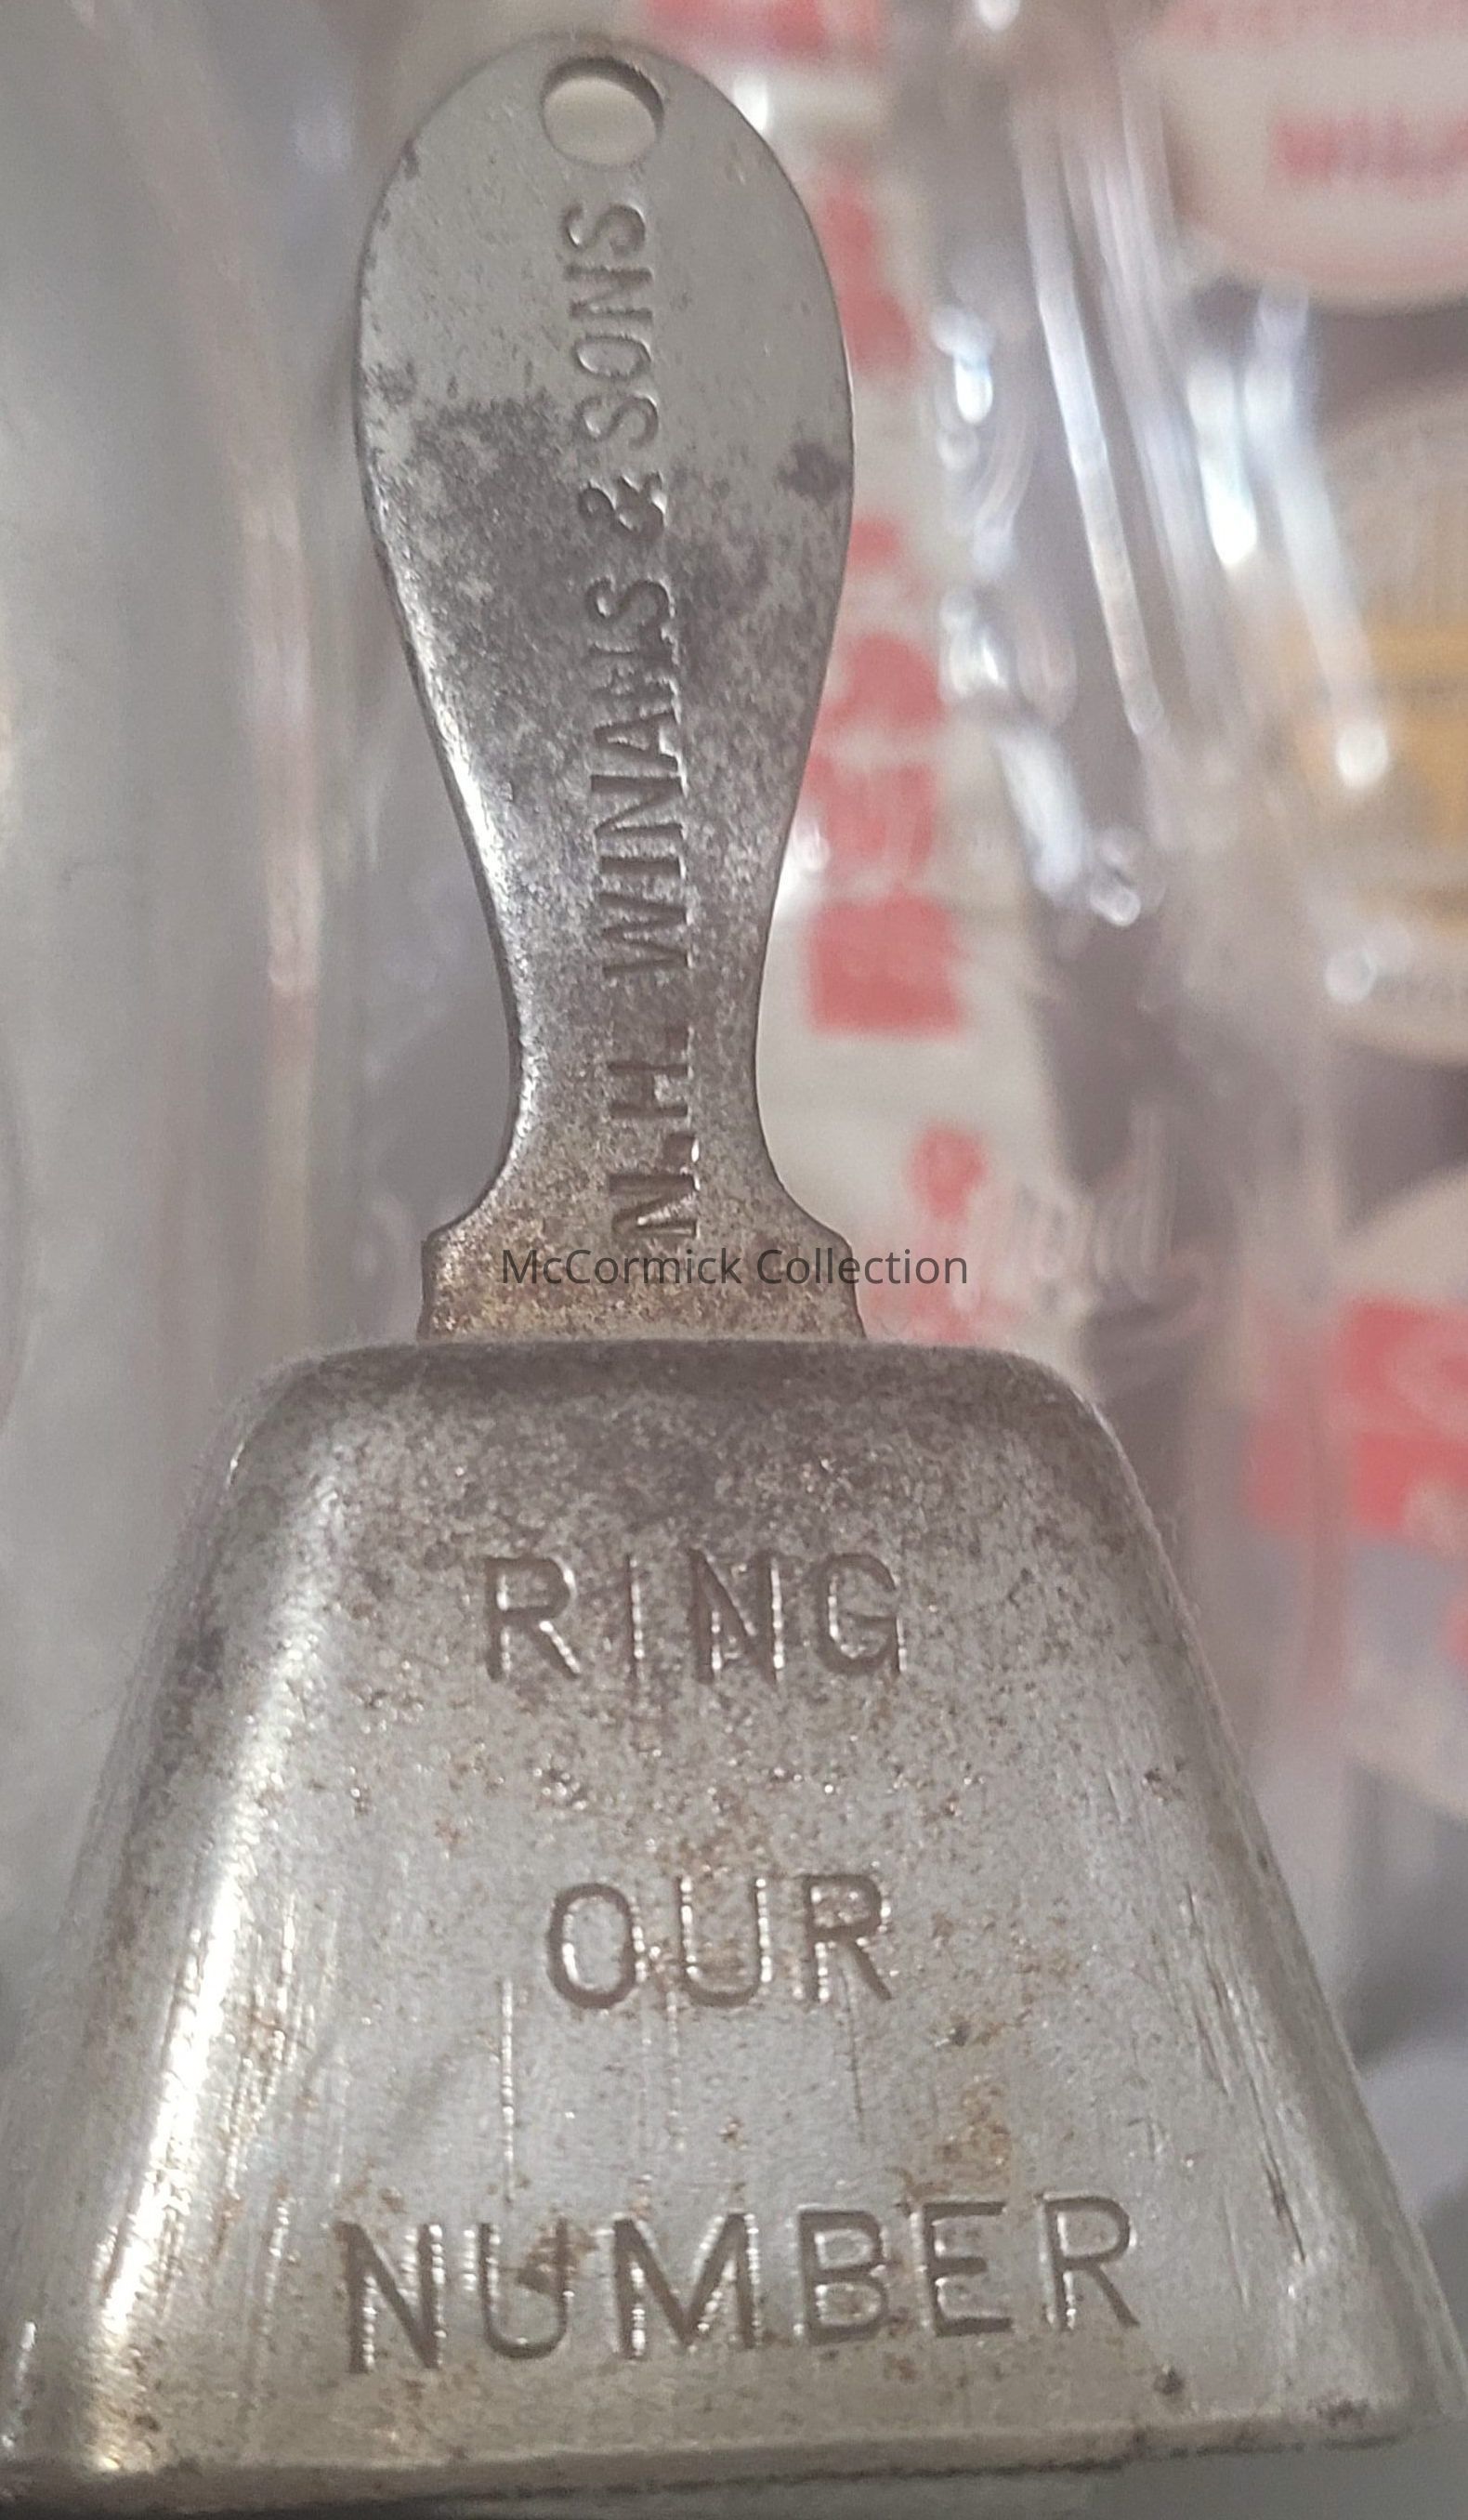 N.H. WINANS & SONS
McCormick Collection
RING
OUR
NUMBER